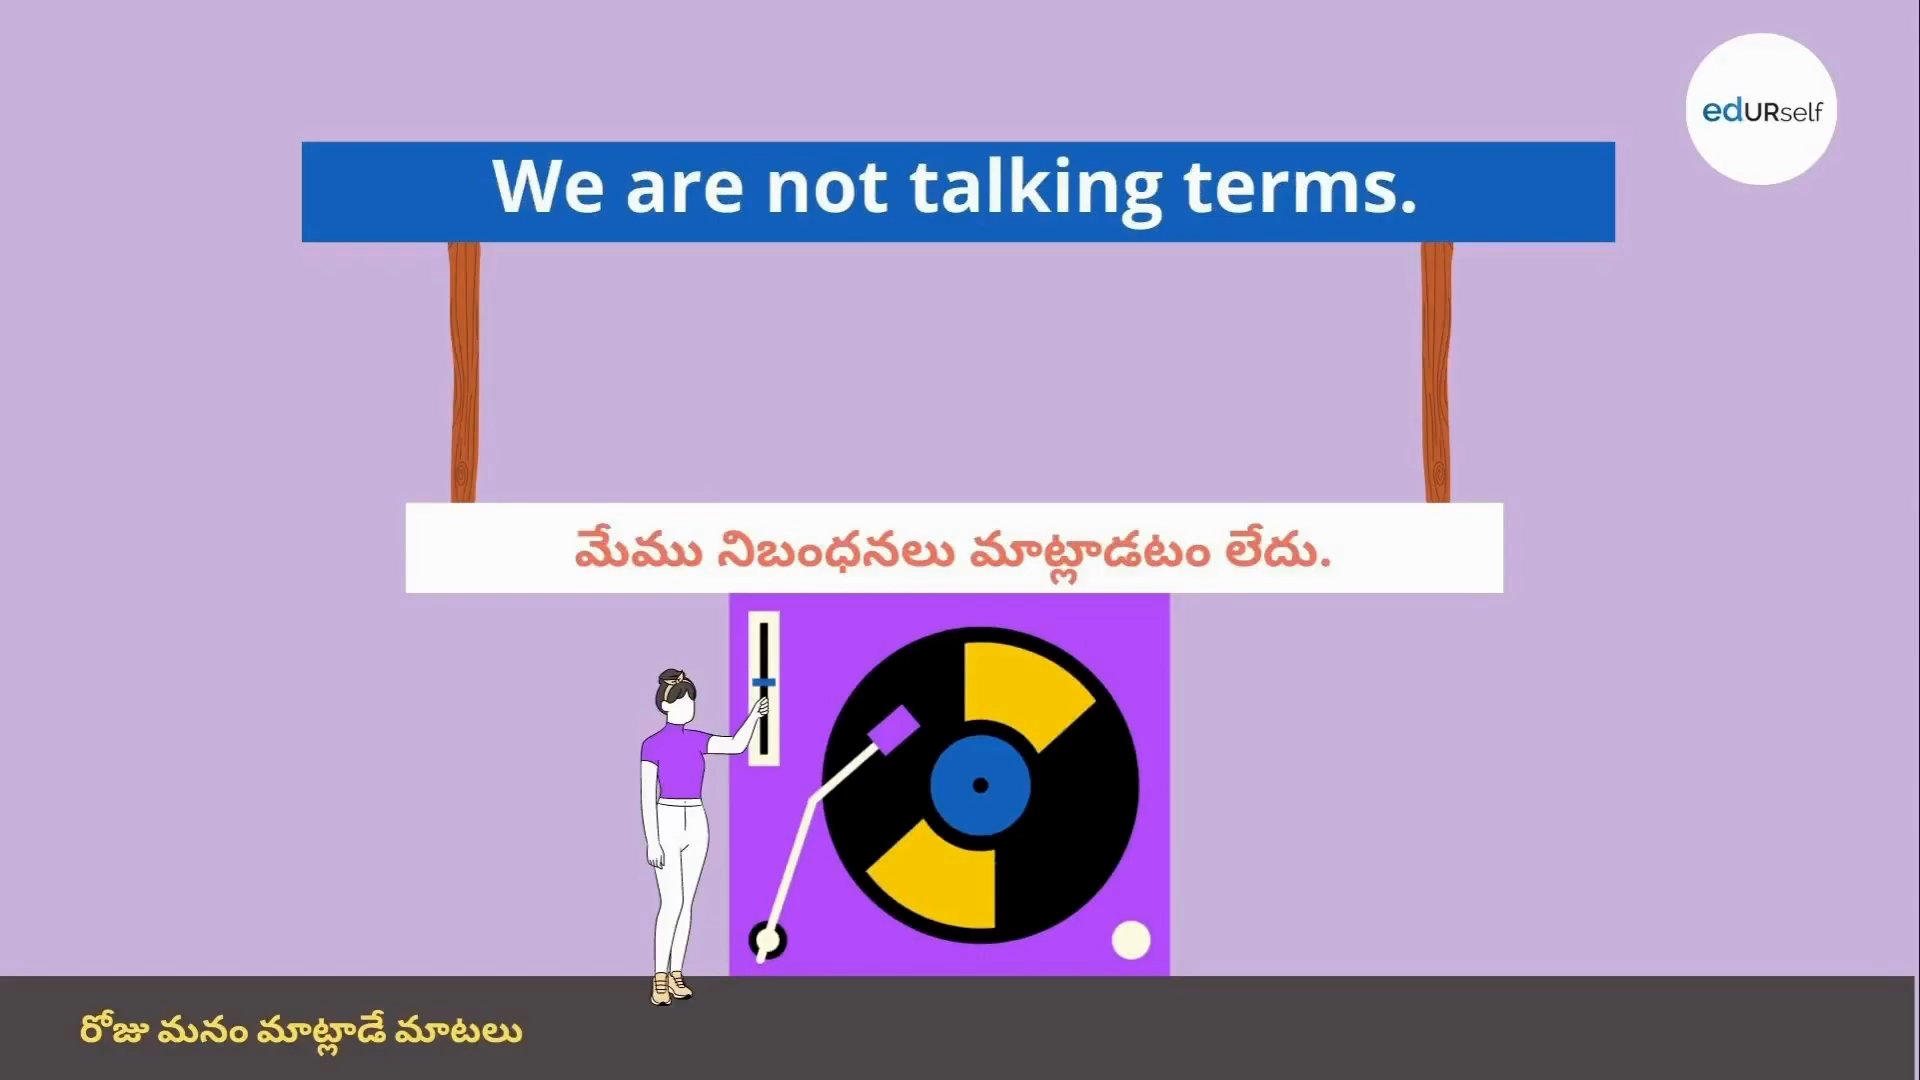 edURself
We are not talking terms.
మేము నిబంధనలు మాట్లాడటం లేదు.
రోజు మనం మాట్లాడే మాటలు